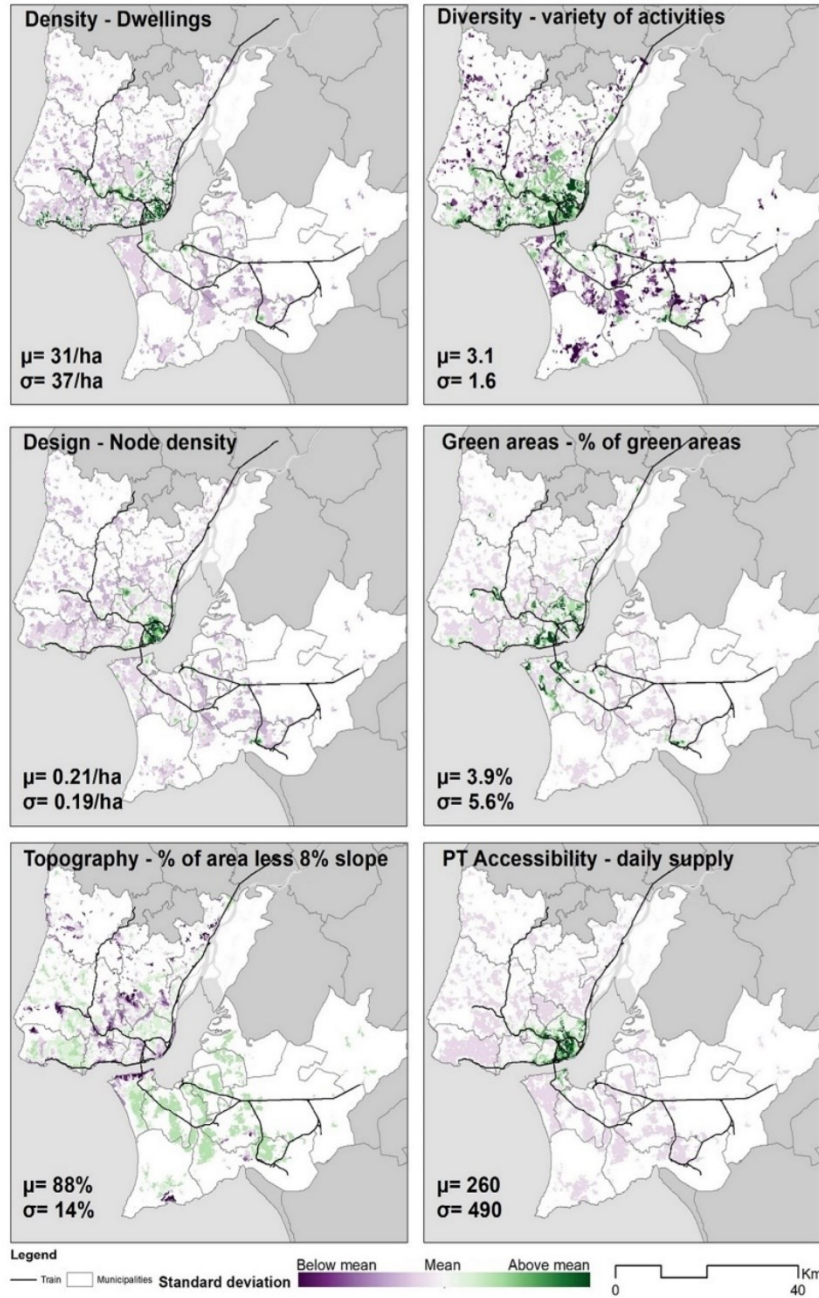 Density - Dwellings
μ= 31/ha
σ= 37/ha
Diversity - variety of activities
μ= 3.1
σ= 1.6
Design - Node density
μ= 0.21/ha
σ= 0.19/ha
Green areas - % of green areas
μ= 3.9%
σ= 5.6%
Topography - % of area less 8% slope
μ= 88%
σ= 14%
PT Accessibility - daily supply
μ= 260
σ= 490
Legend
Train Municipalities Standard deviation
Below mean Mean Above mean
Km
0 40